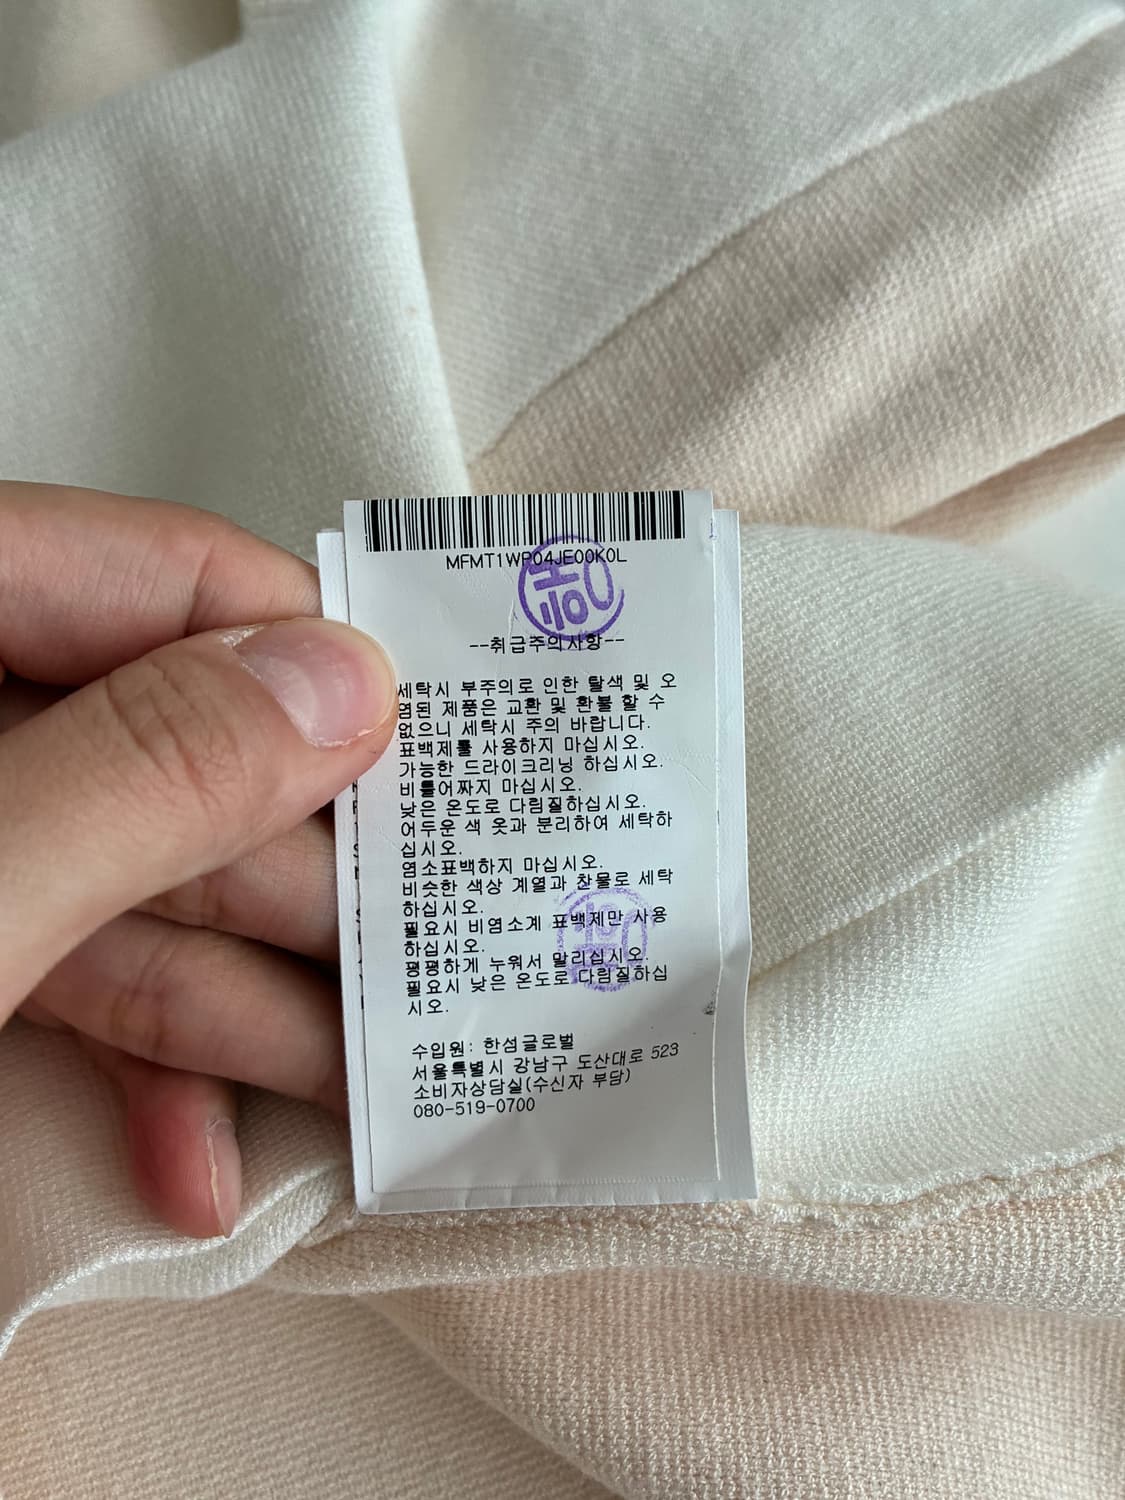 MFMT1WP04JE00K0L
--취급주의사항--
세탁시 부주의로 인한 탈색 및 오
염된 제품은 교환 및 환불 할 수
없으니 세탁시 주의 바랍니다.
표백제를 사용하지 마십시오.
가능한 드라이크리닝 하십시오.
비틀어짜지 마십시오.
낮은 온도로 다림질하십시오.
어두운 색 옷과 분리하여 세탁하
십시오.
염소표백하지 마십시오.
비슷한 색상 계열과 찬물로 세탁
하십시오.
필요시 비염소계 표백제만 사용
하십시오.
평평하게 누워서 말리십시오.
필요시 낮은 온도로 다림질하십
시오.
수입원: 한섬글로벌
서울특별시 강남구 도산대로 523
소비자상담실(수신자 부담)
080-519-0700